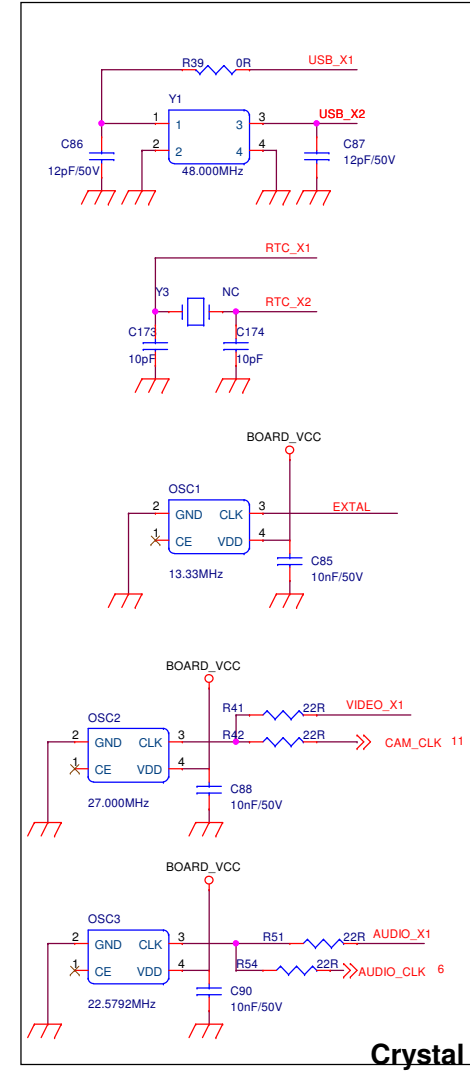 R39 0R USB_X1
Y1 USB_X2
1 1 3 3
C86 2 2 4 4 C87
12pF/50V 48.000MHz 12pF/50V
RTC_X1
Y3 NC RTC_X2
C173 C174
10pF 10pF
BOARD_VCC
OSC1
2 GND CLK 3 EXTAL
1 CE VDD 4
C85
13.33MHz 10nF/50V
BOARD_VCC
R41 22R VIDEO_X1
OSC2
2 GND CLK 3 R42 22R CAM_CLK 11
1 CE VDD 4
C88
27.000MHz 10nF/50V
BOARD_VCC
OSC3
2 GND CLK 3 R51 22R AUDIO_X1
1 CE VDD 4 R54 22R AUDIO_CLK 6
C90
22.5792MHz 10nF/50V
Crystal